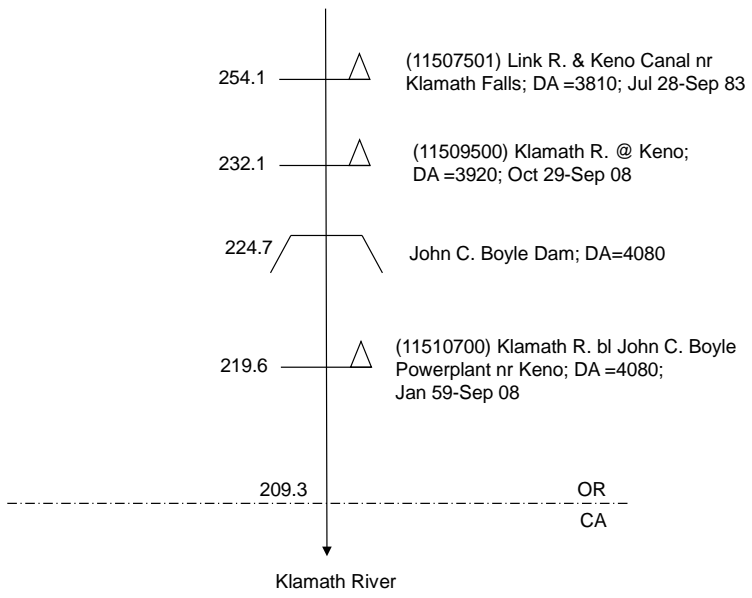 254.1
(11507501) Link R. & Keno Canal nr
Klamath Falls; DA =3810; Jul 28-Sep 83
232.1
(11509500) Klamath R. @ Keno;
DA =3920; Oct 29-Sep 08
224.7
John C. Boyle Dam; DA=4080
219.6
(11510700) Klamath R. bl John C. Boyle
Powerplant nr Keno; DA =4080;
Jan 59-Sep 08
209.3
OR
CA
Klamath River